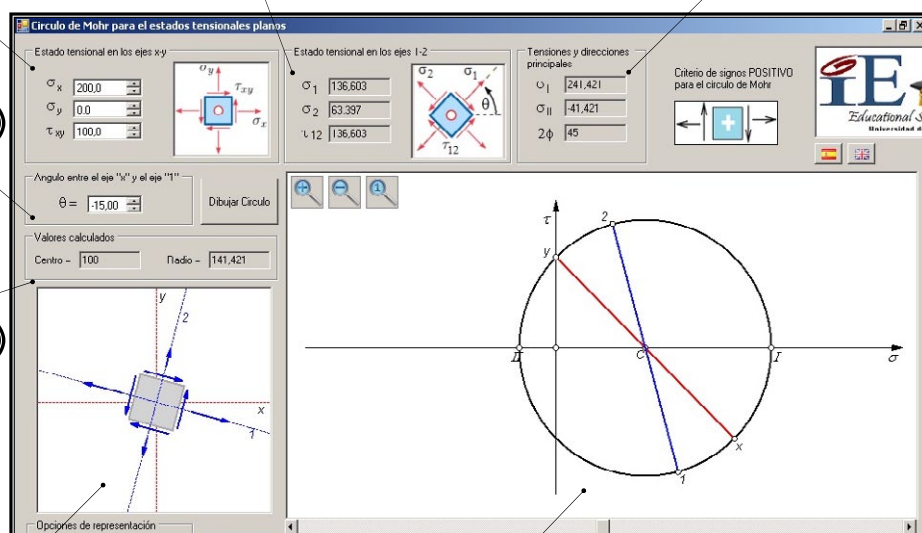 Circulo de Mohr para el estados tensionales planos
Estado tensional en los ejes x-y
σx 200,0
σy 0.0
τxy 100,0
σy
τxy
σx
Estado tensional en los ejes 1-2
σ1 136,603
σ2 63.397
τ12 136,603
σ2 σ1
θ
τ12
Tensiones y direcciones
principales
σI 241,421
σII -41,421
2ϕ 45
Criterio de signos POSITIVO
para el circulo de Mohr
+
iE
Educational
Universidad d
Angulo entre el eje "x" y el eje "1"
θ = -15,00
Dibujar Circulo
Valores calculados
Centro = 100 Radio = 141,421
y
2
x
1
1
τ
2
y
II
C
I
σ
x
1
Opciones de representación